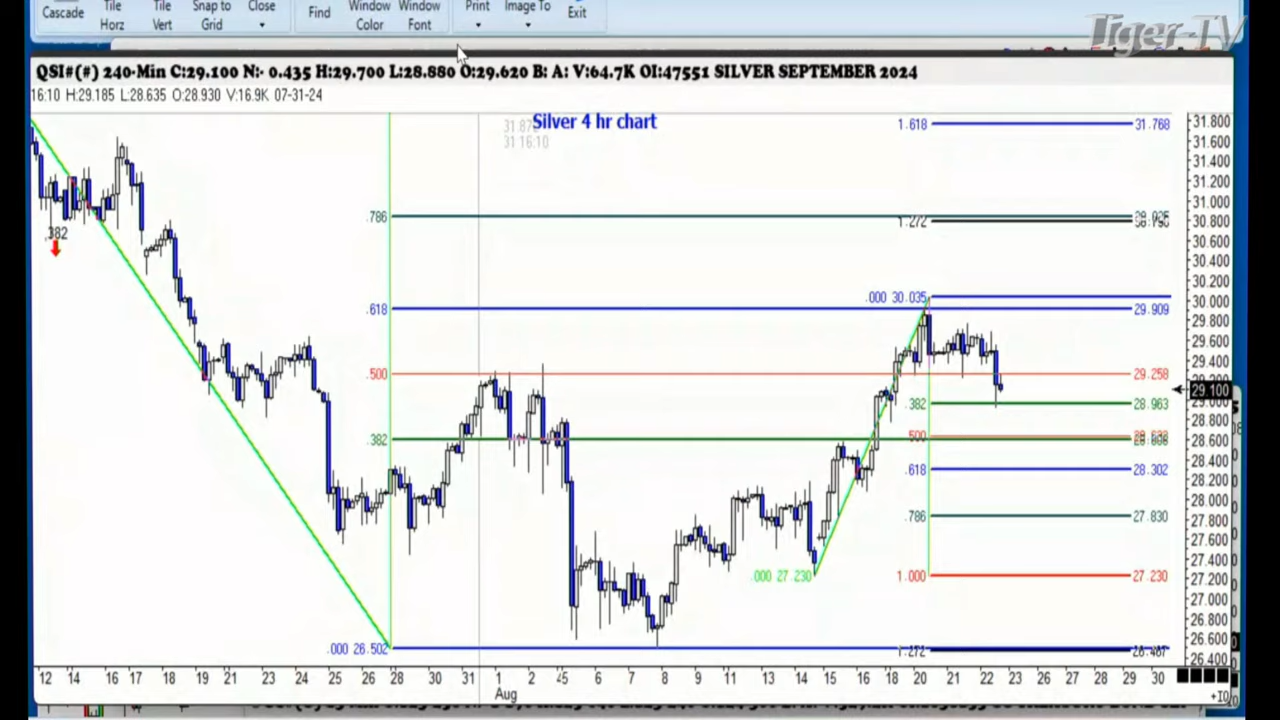 Cascade
Tile Horz
Tile Vert
Snap to Grid
Close
Find
Window Color
Window Font
Print
Image To
Exit
Tiger-TV
QSI#(#) 240-Min C:29.100 N:- 0.435 H:29.700 L:28.880 O:29.620 B: A: V:64.7K OI:47551 SILVER SEPTEMBER 2024
16:10 H:29.185 L:28.635 O:28.930 V:16.9K 07-31-24
Silver 4 hr chart
31 16:10
1.618 31.768
.382
.786
1.272
.000 30.035
.618 29.909
.500 29.258
.382 28.963
.382
.500
.618 28.302
.786 27.830
.000 27.230
1.000 27.230
.000 26.502
1.272
31.800
31.600
31.400
31.200
31.000
30.800
30.600
30.400
30.200
30.000
29.800
29.600
29.400
29.100
28.800
28.600
28.400
28.200
28.000
27.800
27.600
27.400
27.200
27.000
26.800
26.600
26.400
12 14 15 16 17 18 19 21 22 23 24 25 26 28 29 30 31 1 2 5 6 7 8 9 11 12 13 14 15 16 18 19 20 21 22 23 25 26 27 28 29 30
Aug